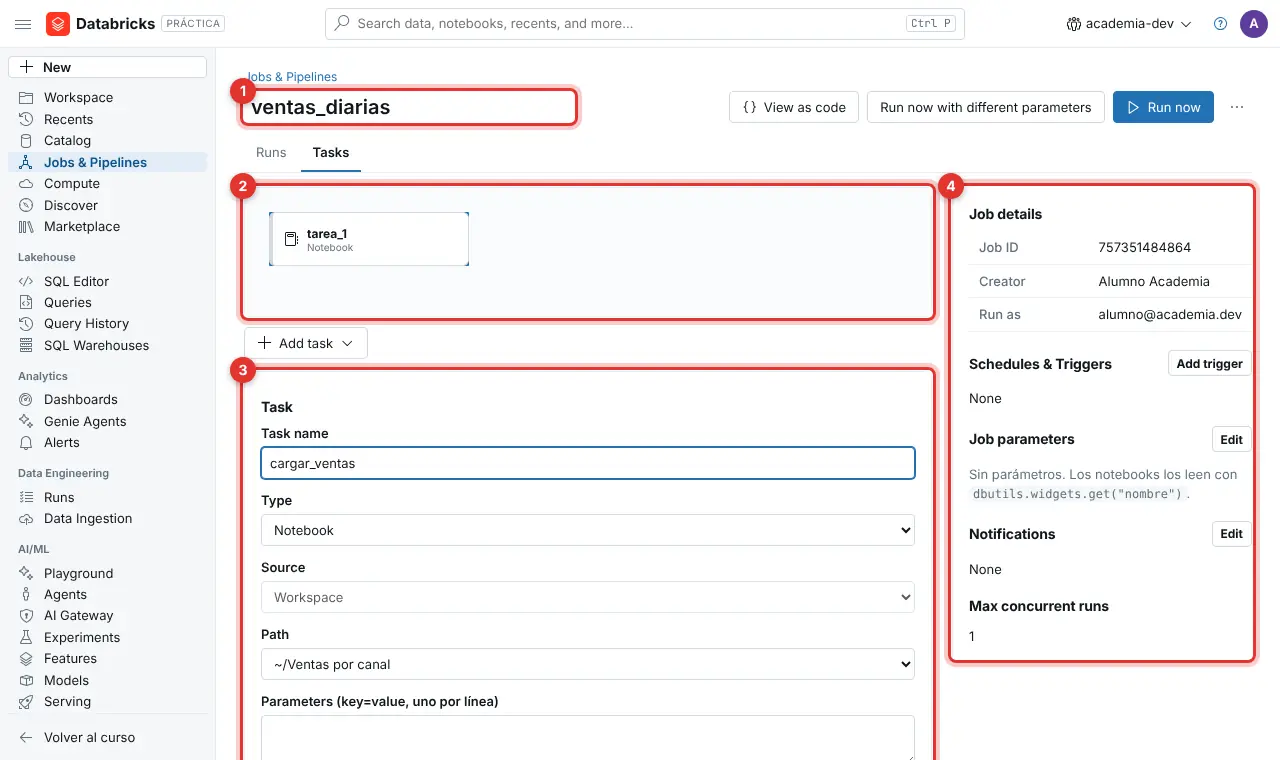 Databricks PRÁCTICA
Search data, notebooks, recents, and more... Ctrl P
academia-dev
A
New
Workspace
Recents
Catalog
Jobs & Pipelines
Compute
Discover
Marketplace
Lakehouse
SQL Editor
Queries
Query History
SQL Warehouses
Analytics
Dashboards
Genie Agents
Alerts
Data Engineering
Runs
Data Ingestion
AI/ML
Playground
Agents
AI Gateway
Experiments
Features
Models
Serving
Volver al curso
Jobs & Pipelines
1
ventas_diarias
View as code
Run now with different parameters
Run now
Runs Tasks
2
tarea_1
Notebook
Add task
3
Task
Task name
cargar_ventas
Type
Notebook
Source
Workspace
Path
~/Ventas por canal
Parameters (key=value, uno por línea)
4
Job details
Job ID 757351484864
Creator Alumno Academia
Run as alumno@academia.dev
Schedules & Triggers Add trigger
None
Job parameters Edit
Sin parámetros. Los notebooks los leen con
dbutils.widgets.get("nombre") .
Notifications Edit
None
Max concurrent runs
1